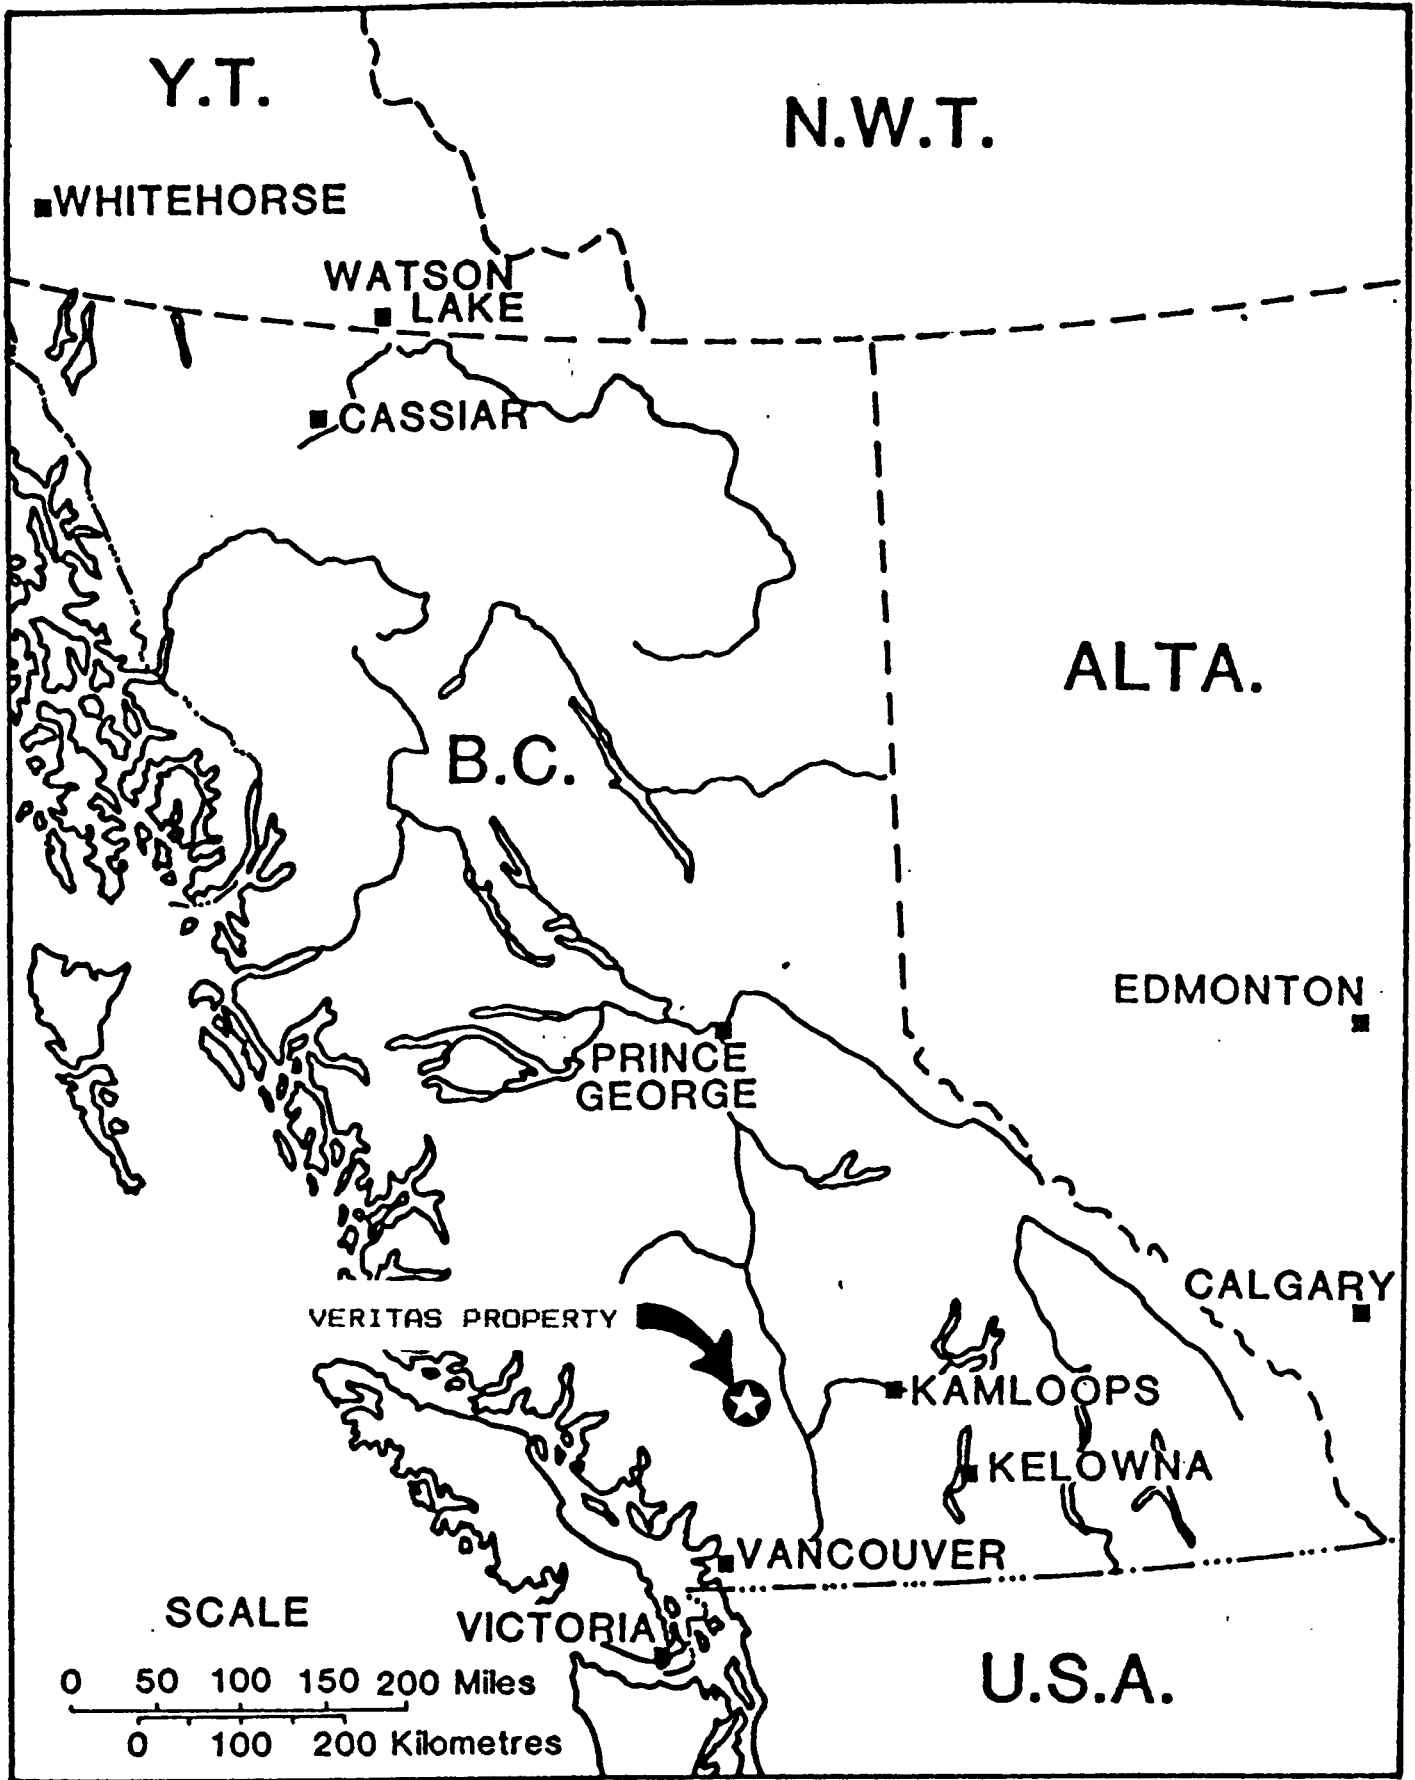 Y.T.
N.W.T.
WHITEHORSE
WATSON
LAKE
CASSIAR
ALTA.
B.C.
EDMONTON
PRINCE
GEORGE
CALGARY
VERITAS PROPERTY
KAMLOOPS
KELOWNA
VANCOUVER
SCALE
VICTORIA
U.S.A.
0 50 100 150 200 Miles
0 100 200 Kilometres